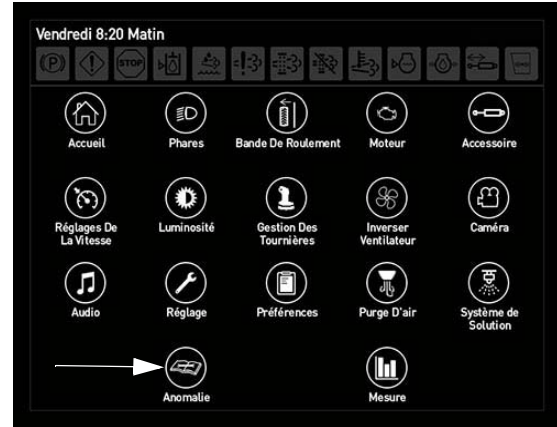 Vendredi 8:20 Matin
(P) STOP
Accueil Phares Bande De Roulement Moteur Accessoire
Réglages De La Vitesse Luminosité Gestion Des Tournières Inverser Ventilateur Caméra
Audio Réglage Préférences Purge D'air Système de Solution
Anomalie Mesure